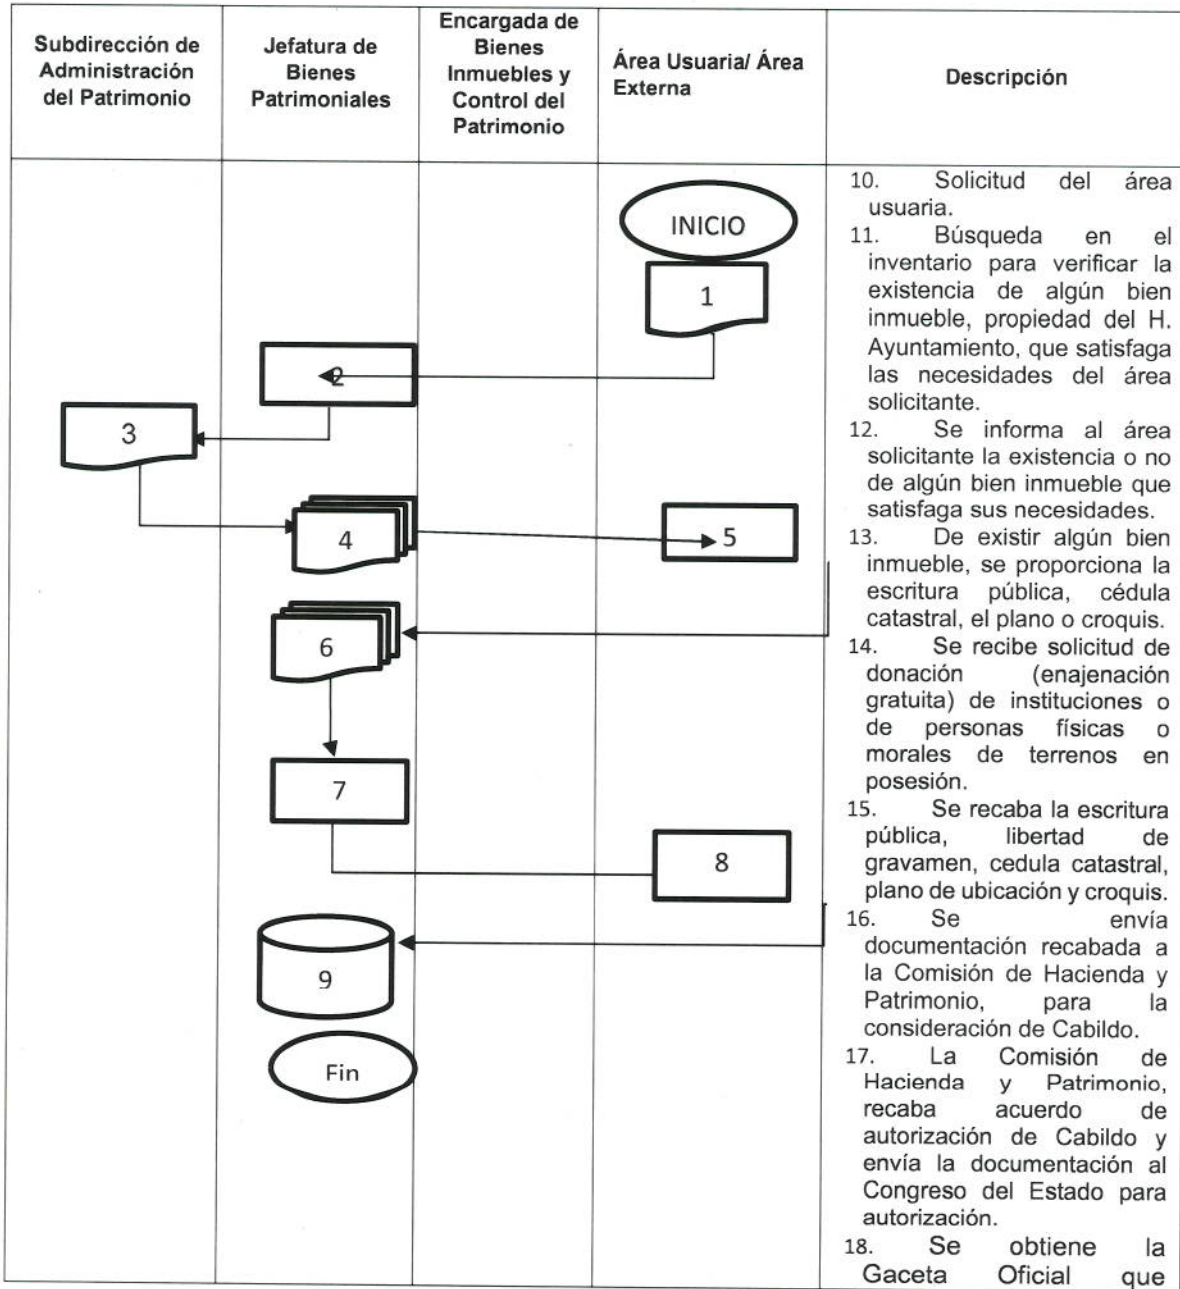 Subdirección de
Administración
del Patrimonio
Jefatura de
Bienes
Patrimoniales
Encargada de
Bienes
Inmuebles y
Control del
Patrimonio
Área Usuaria/ Área
Externa
Descripción
INICIO
1
2
3
4
5
6
7
8
9
Fin
10. Solicitud del área
usuaria.
11. Búsqueda en el
inventario para verificar la
existencia de algún bien
inmueble, propiedad del H.
Ayuntamiento, que satisfaga
las necesidades del área
solicitante.
12. Se informa al área
solicitante la existencia o no
de algún bien inmueble que
satisfaga sus necesidades.
13. De existir algún bien
inmueble, se proporciona la
escritura pública, cédula
catastral, el plano o croquis.
14. Se recibe solicitud de
donación (enajenación
gratuita) de instituciones o
de personas físicas o
morales de terrenos en
posesión.
15. Se recaba la escritura
pública, libertad de
gravamen, cedula catastral,
plano de ubicación y croquis.
16. Se envía
documentación recabada a
la Comisión de Hacienda y
Patrimonio, para la
consideración de Cabildo.
17. La Comisión de
Hacienda y Patrimonio,
recaba acuerdo de
autorización de Cabildo y
envía la documentación al
Congreso del Estado para
autorización.
18. Se obtiene la
Gaceta Oficial que